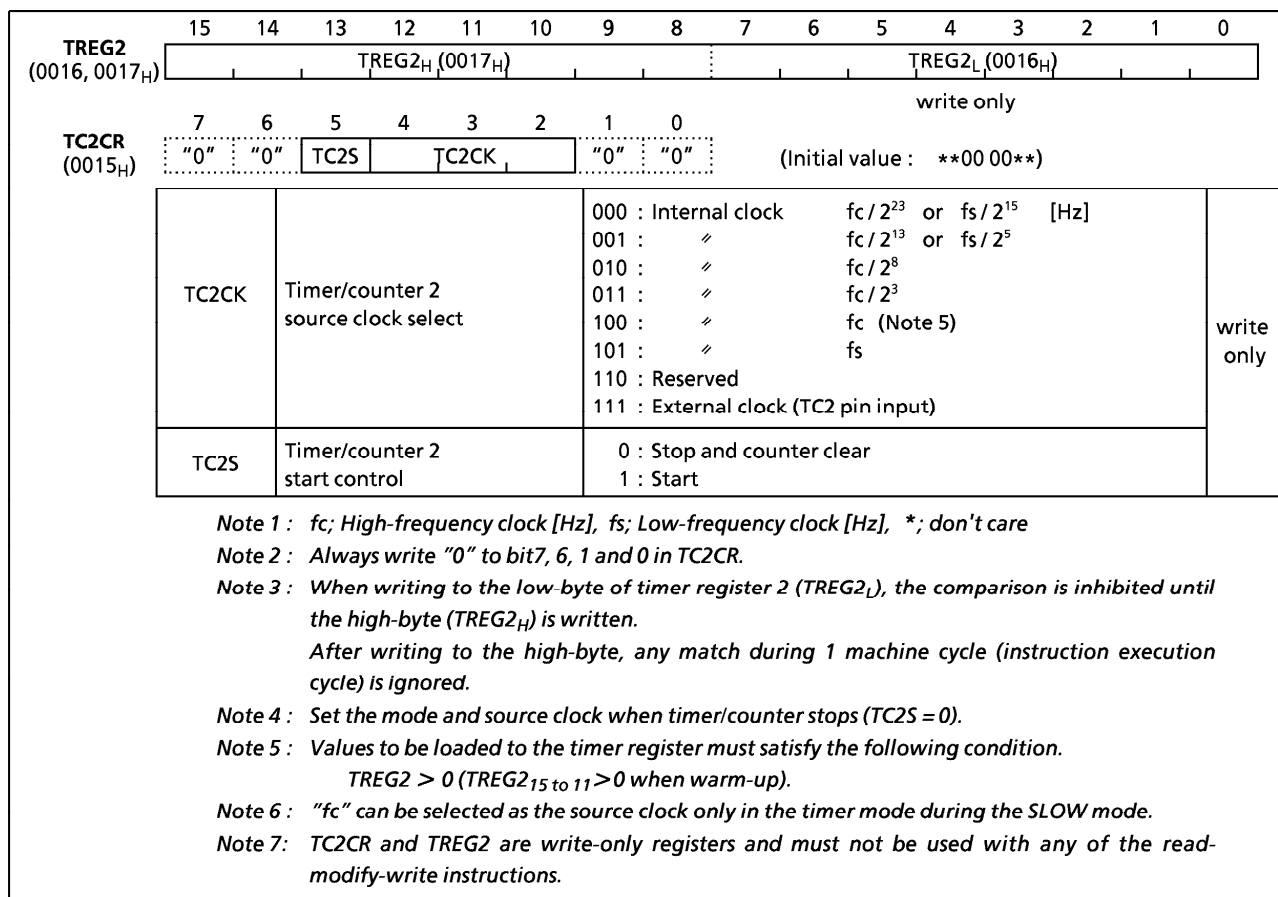 15 14 13 12 11 10 9 8 7 6 5 4 3 2 1 0
TREG2
(0016, 0017H)
TREG2H (0017H) TREG2L (0016H)
write only
7 6 5 4 3 2 1 0
TC2CR
(0015H)
“0” “0” TC2S TC2CK “0” “0” (Initial value : **00 00**)
TC2CK
Timer/counter 2
source clock select
000 : Internal clock fc / 2²³ or fs / 2¹⁵ [Hz]
001 : 〃 fc / 2¹³ or fs / 2⁵
010 : 〃 fc / 2⁸
011 : 〃 fc / 2³
100 : 〃 fc (Note 5)
101 : 〃 fs
110 : Reserved
111 : External clock (TC2 pin input)
write
only
TC2S
Timer/counter 2
start control
0 : Stop and counter clear
1 : Start
Note 1 : fc; High-frequency clock [Hz], fs; Low-frequency clock [Hz], *; don't care
Note 2 : Always write "0" to bit7, 6, 1 and 0 in TC2CR.
Note 3 : When writing to the low-byte of timer register 2 (TREG2L), the comparison is inhibited until
the high-byte (TREG2H) is written.
After writing to the high-byte, any match during 1 machine cycle (instruction execution
cycle) is ignored.
Note 4 : Set the mode and source clock when timer/counter stops (TC2S = 0).
Note 5 : Values to be loaded to the timer register must satisfy the following condition.
TREG2 > 0 (TREG2 15 to 11 > 0 when warm-up).
Note 6 : "fc" can be selected as the source clock only in the timer mode during the SLOW mode.
Note 7: TC2CR and TREG2 are write-only registers and must not be used with any of the read-
modify-write instructions.